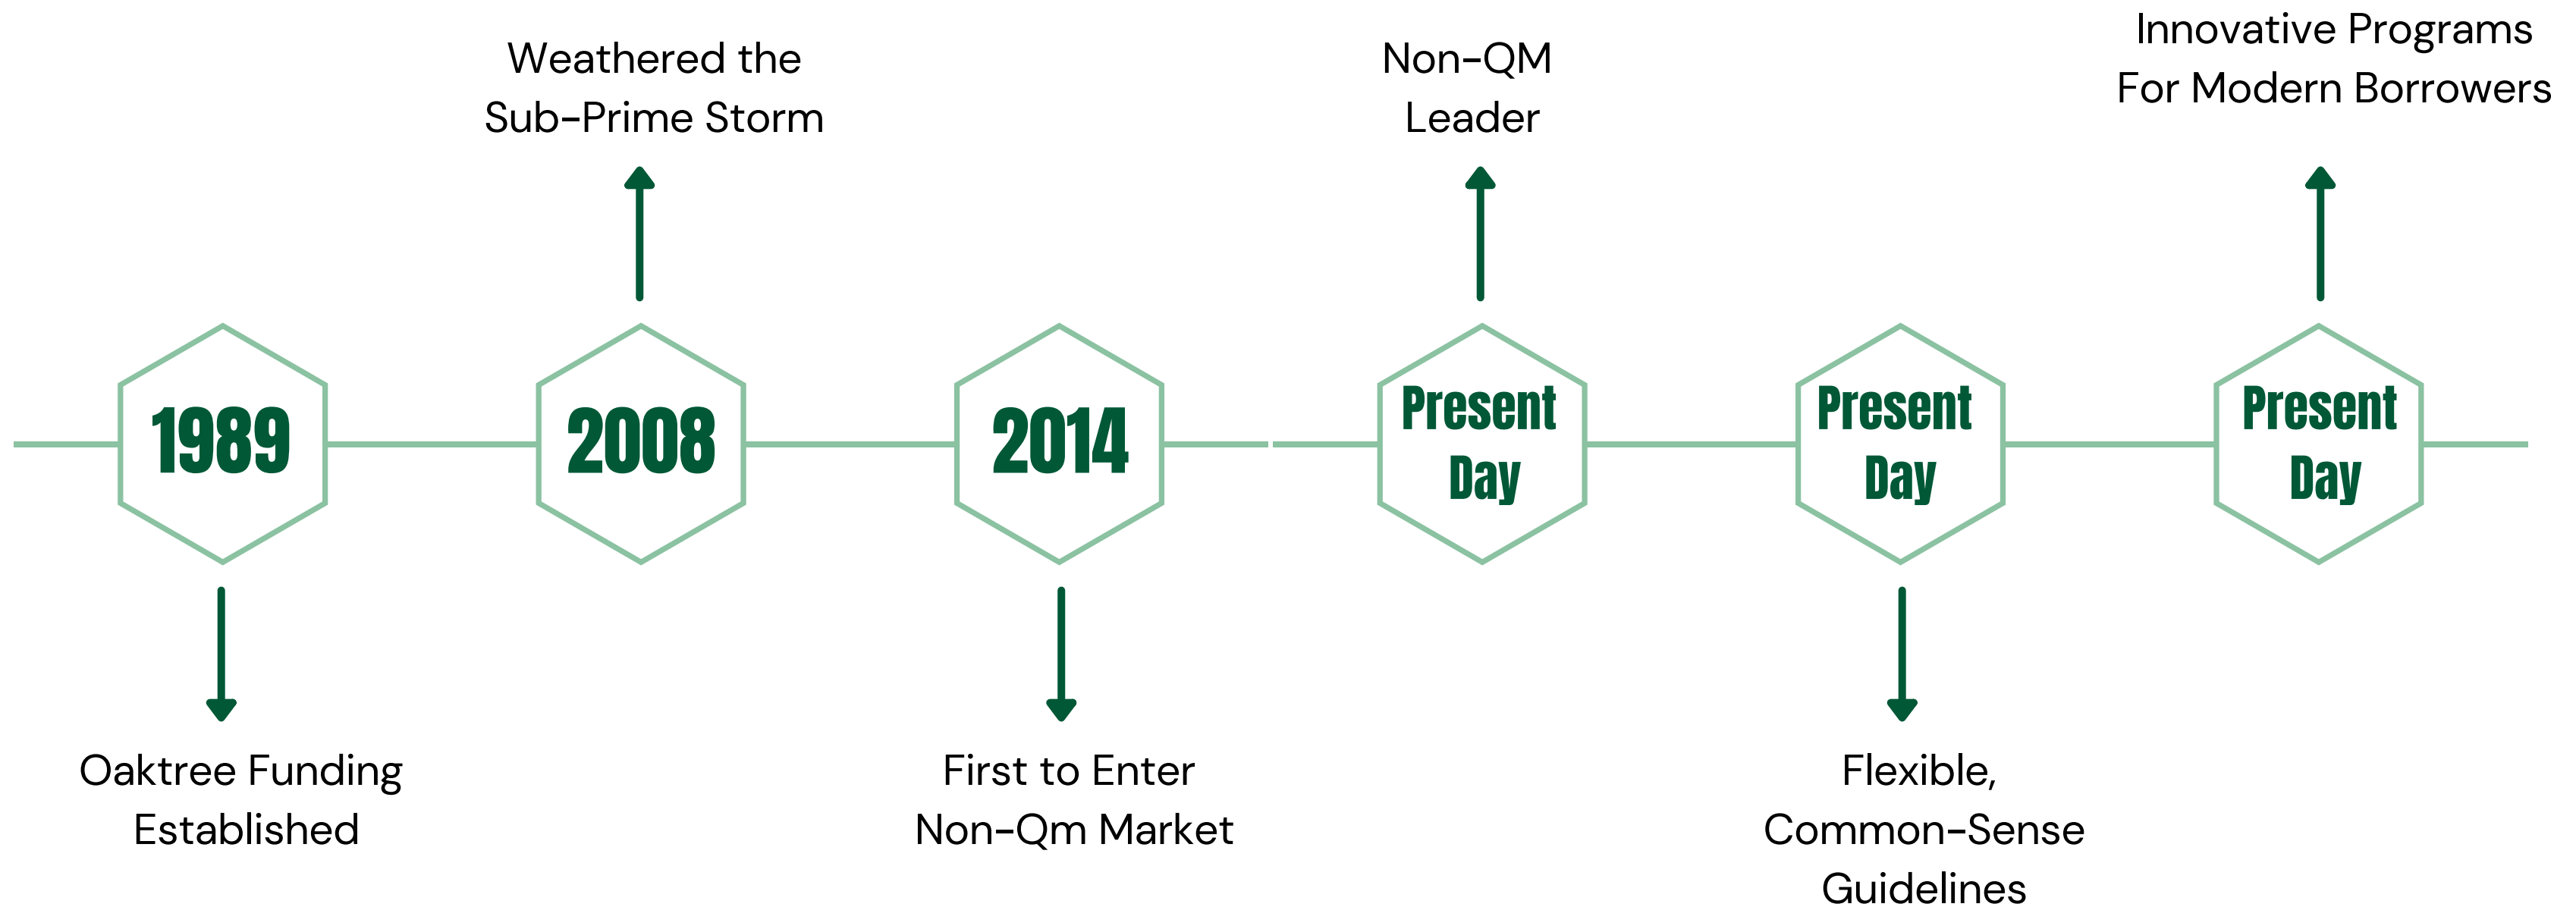 Weathered the
Sub-Prime Storm
Non-QM
Leader
Innovative Programs
For Modern Borrowers
1989
2008
2014
Present
Day
Present
Day
Present
Day
Oaktree Funding
Established
First to Enter
Non-Qm Market
Flexible,
Common-Sense
Guidelines